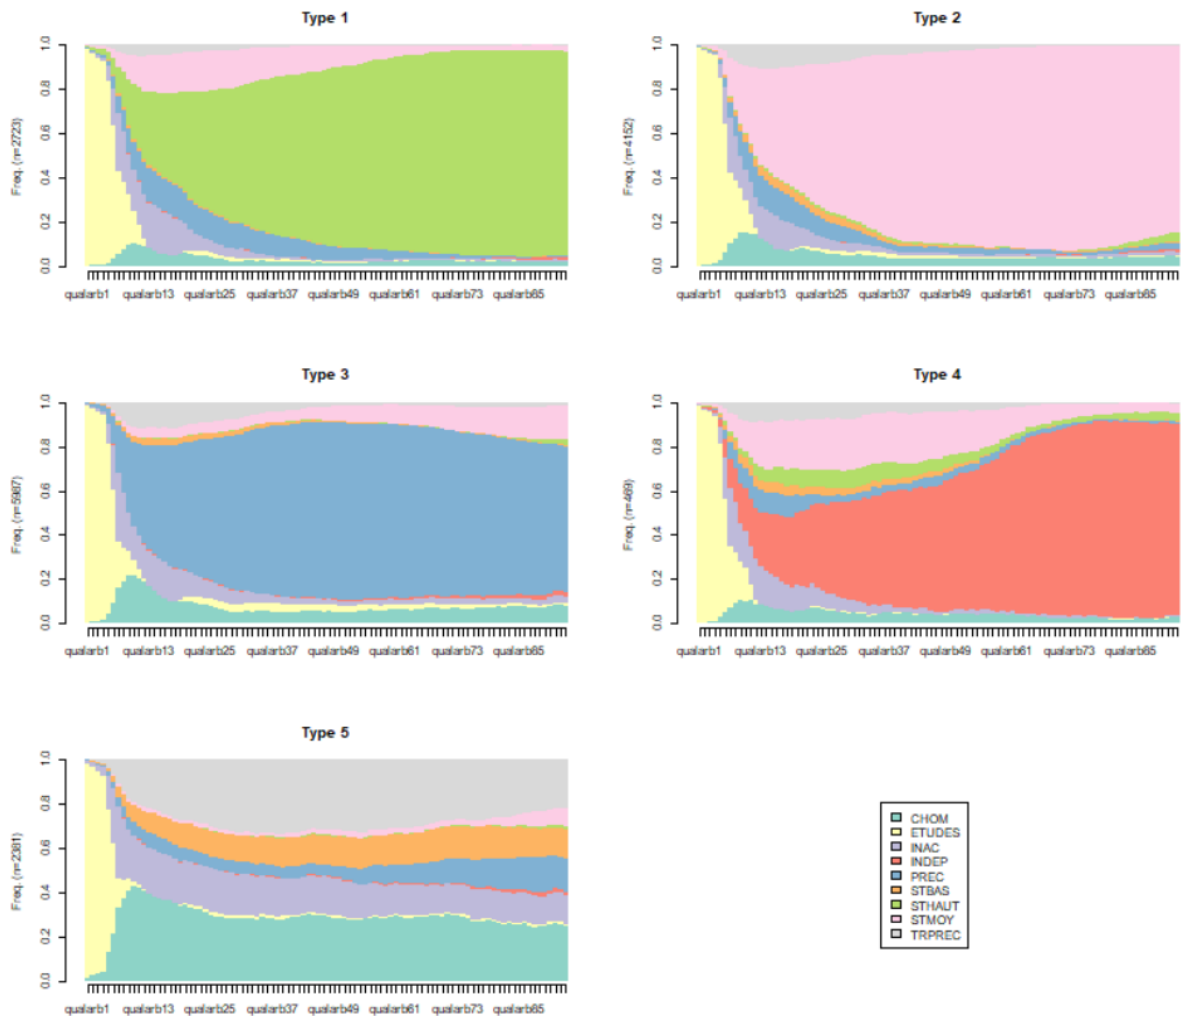 Type 1
Freq. (n=2723)
0.0 0.2 0.4 0.6 0.8 1.0
qualarb1 qualarb13 qualarb25 qualarb37 qualarb49 qualarb61 qualarb73 qualarb85
Type 2
Freq. (n=4152)
0.0 0.2 0.4 0.6 0.8 1.0
qualarb1 qualarb13 qualarb25 qualarb37 qualarb49 qualarb61 qualarb73 qualarb85
Type 3
Freq. (n=5987)
0.0 0.2 0.4 0.6 0.8 1.0
qualarb1 qualarb13 qualarb25 qualarb37 qualarb49 qualarb61 qualarb73 qualarb85
Type 4
Freq. (n=469)
0.0 0.2 0.4 0.6 0.8 1.0
qualarb1 qualarb13 qualarb25 qualarb37 qualarb49 qualarb61 qualarb73 qualarb85
Type 5
Freq. (n=2381)
0.0 0.2 0.4 0.6 0.8 1.0
qualarb1 qualarb13 qualarb25 qualarb37 qualarb49 qualarb61 qualarb73 qualarb85
CHOM
ETUDES
INAC
INDEP
PREC
STBAS
STHAUT
STMOY
TRPREC